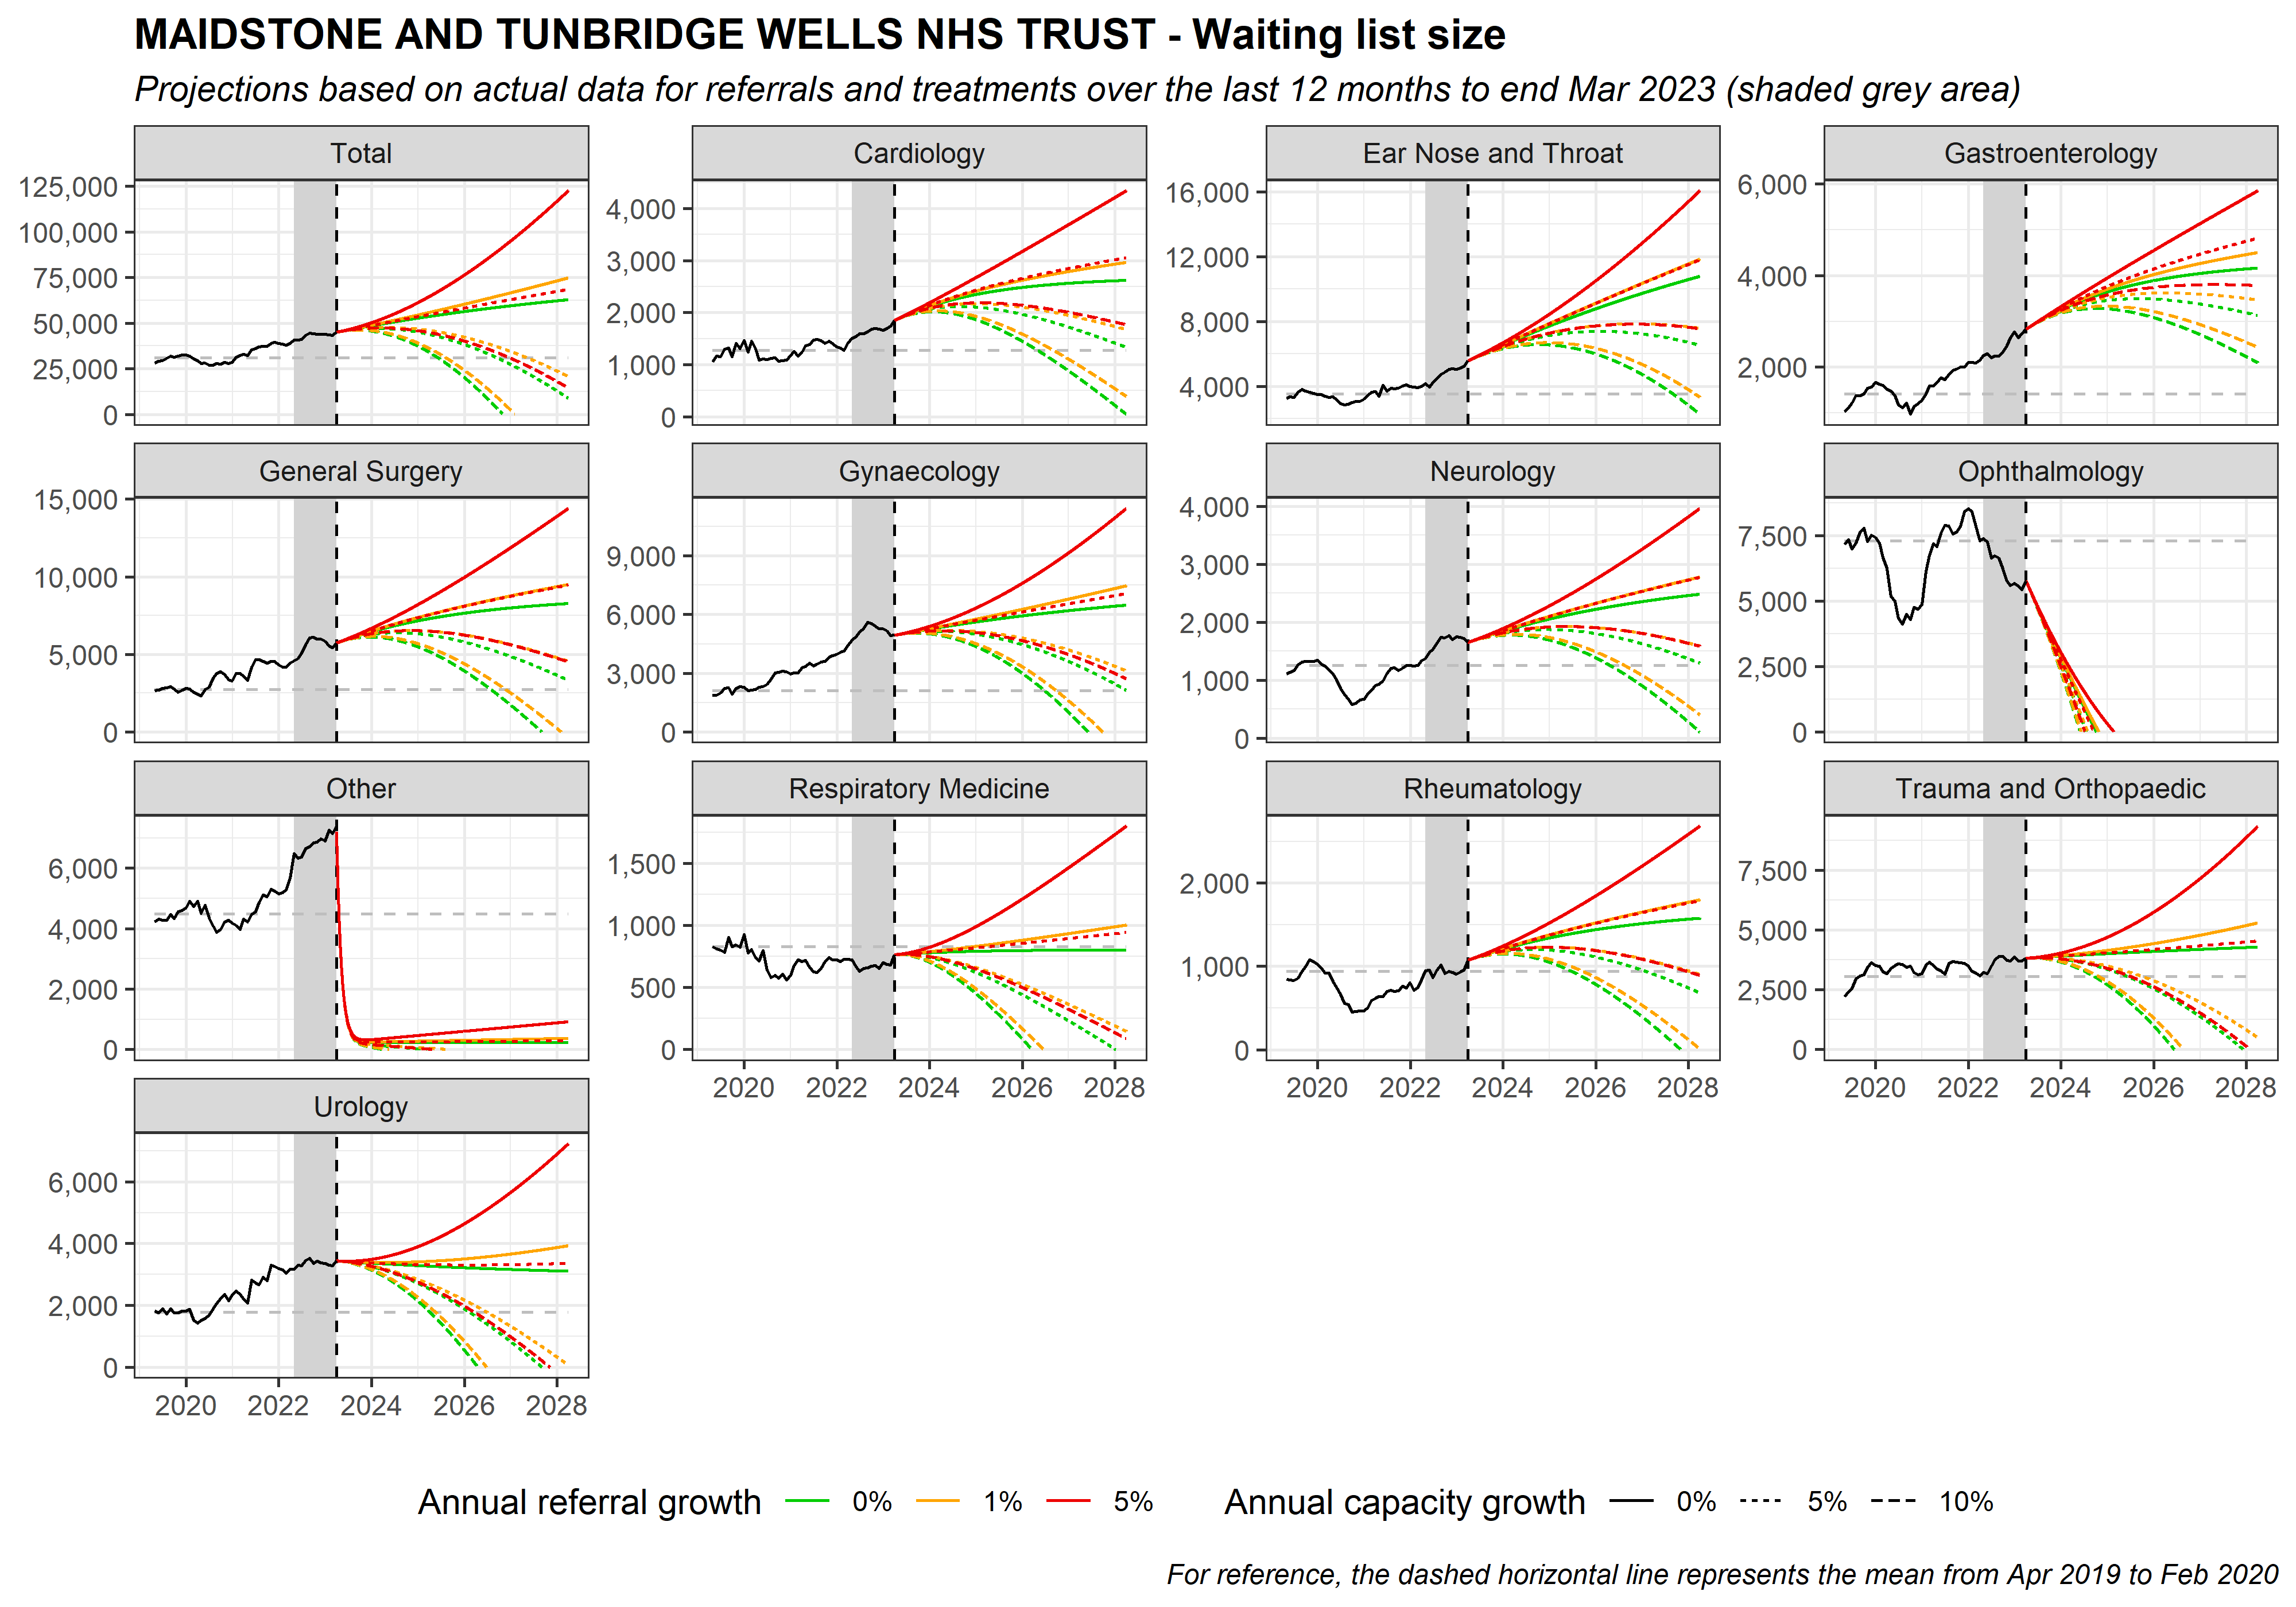 MAIDSTONE AND TUNBRIDGE WELLS NHS TRUST - Waiting list size
Projections based on actual data for referrals and treatments over the last 12 months to end Mar 2023 (shaded grey area)
Total
125,000
100,000
75,000
50,000
25,000
0
Cardiology
4,000
3,000
2,000
1,000
0
Ear Nose and Throat
16,000
12,000
8,000
4,000
Gastroenterology
6,000
4,000
2,000
General Surgery
15,000
10,000
5,000
0
Gynaecology
9,000
6,000
3,000
0
Neurology
4,000
3,000
2,000
1,000
0
Ophthalmology
7,500
5,000
2,500
0
Other
6,000
4,000
2,000
0
Respiratory Medicine
1,500
1,000
500
0
2020 2022 2024 2026 2028
Rheumatology
2,000
1,000
0
2020 2022 2024 2026 2028
Trauma and Orthopaedic
7,500
5,000
2,500
0
2020 2022 2024 2026 2028
Urology
6,000
4,000
2,000
0
2020 2022 2024 2026 2028
Annual referral growth 0% 1% 5% Annual capacity growth 0% 5% 10%
For reference, the dashed horizontal line represents the mean from Apr 2019 to Feb 2020